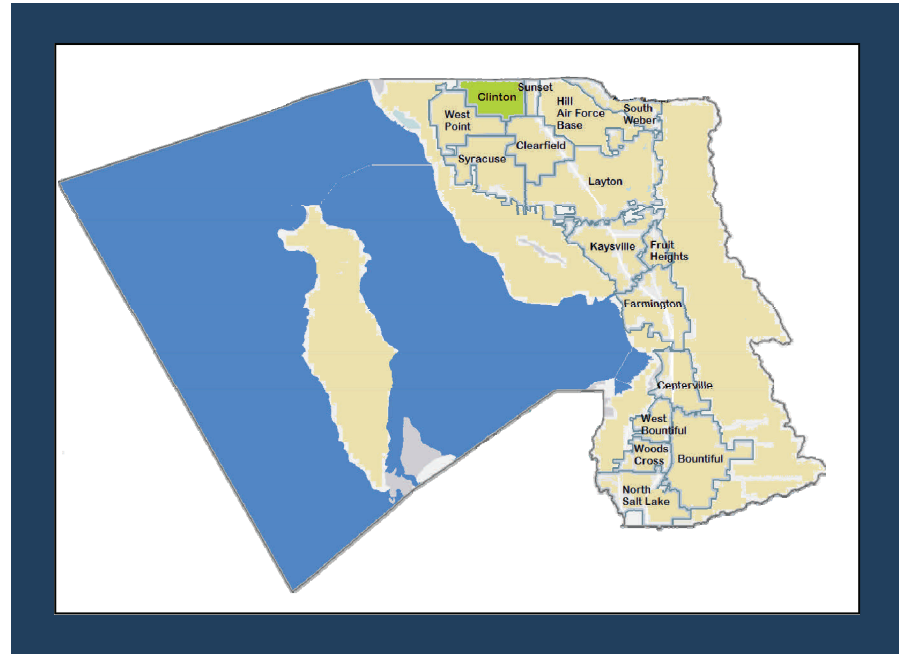 Sunset
Clinton
Hill
Air Force
Base
South
Weber
West
Point
Clearfield
Syracuse
Layton
Kaysville
Fruit
Heights
Farmington
Centerville
West
Bountiful
Woods
Cross
Bountiful
North
Salt Lake